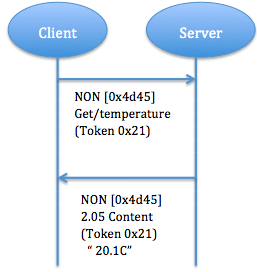 Client
Server
NON [0x4d45]
Get/temperature
(Token 0x21)
NON [0x4d45]
2.05 Content
(Token 0x21)
“ 20.1C”